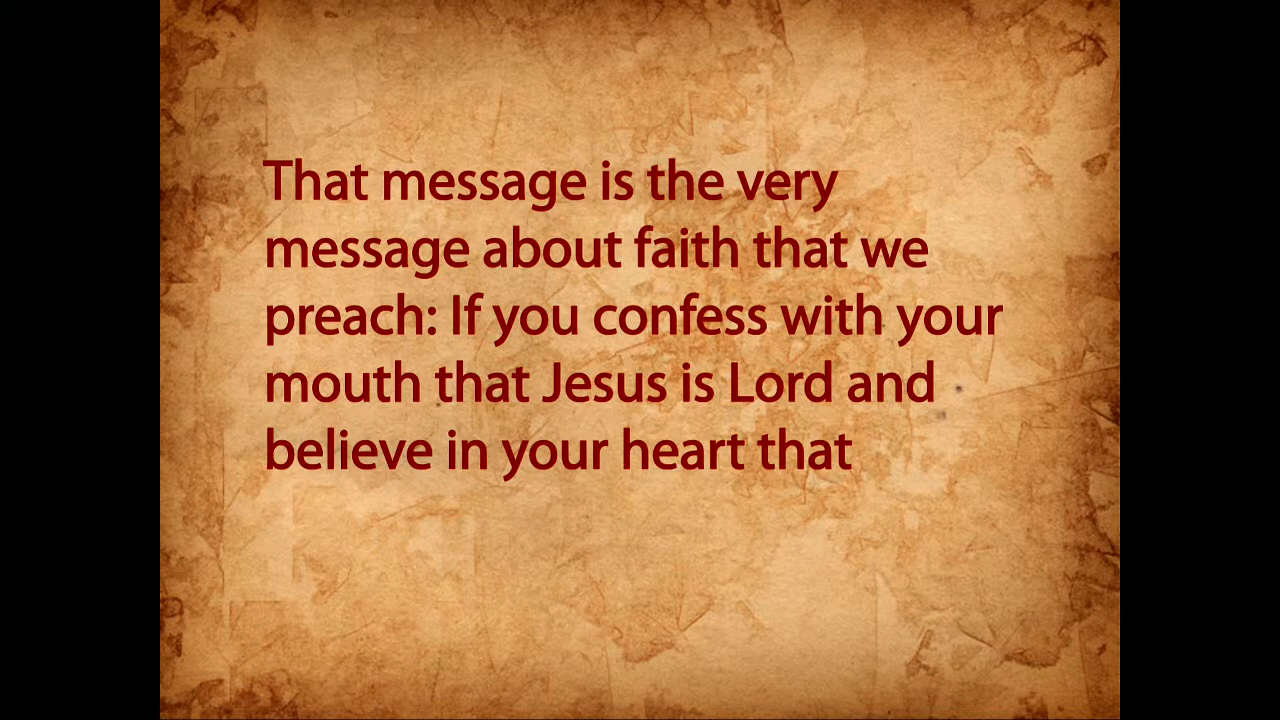 That message is the very
message about faith that we
preach: If you confess with your
mouth that Jesus is Lord and
believe in your heart that